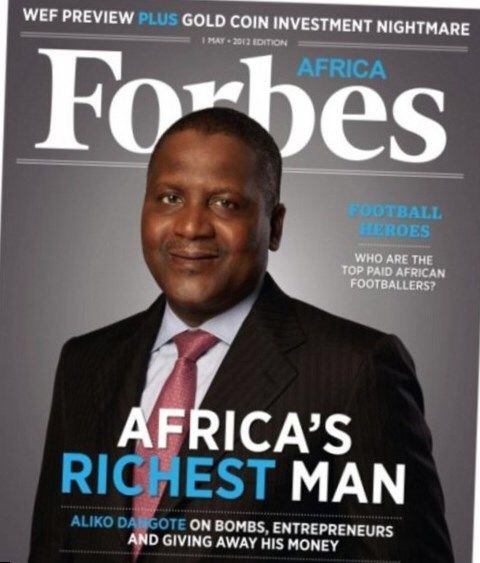 WEF PREVIEW PLUS GOLD COIN INVESTMENT NIGHTMARE
1 MAY • 2012 EDITION
AFRICA
Forbes
FOOTBALL
HEROES
WHO ARE THE
TOP PAID AFRICAN
FOOTBALLERS?
AFRICA'S
RICHEST MAN
ALIKO DANGOTE ON BOMBS, ENTREPRENEURS
AND GIVING AWAY HIS MONEY